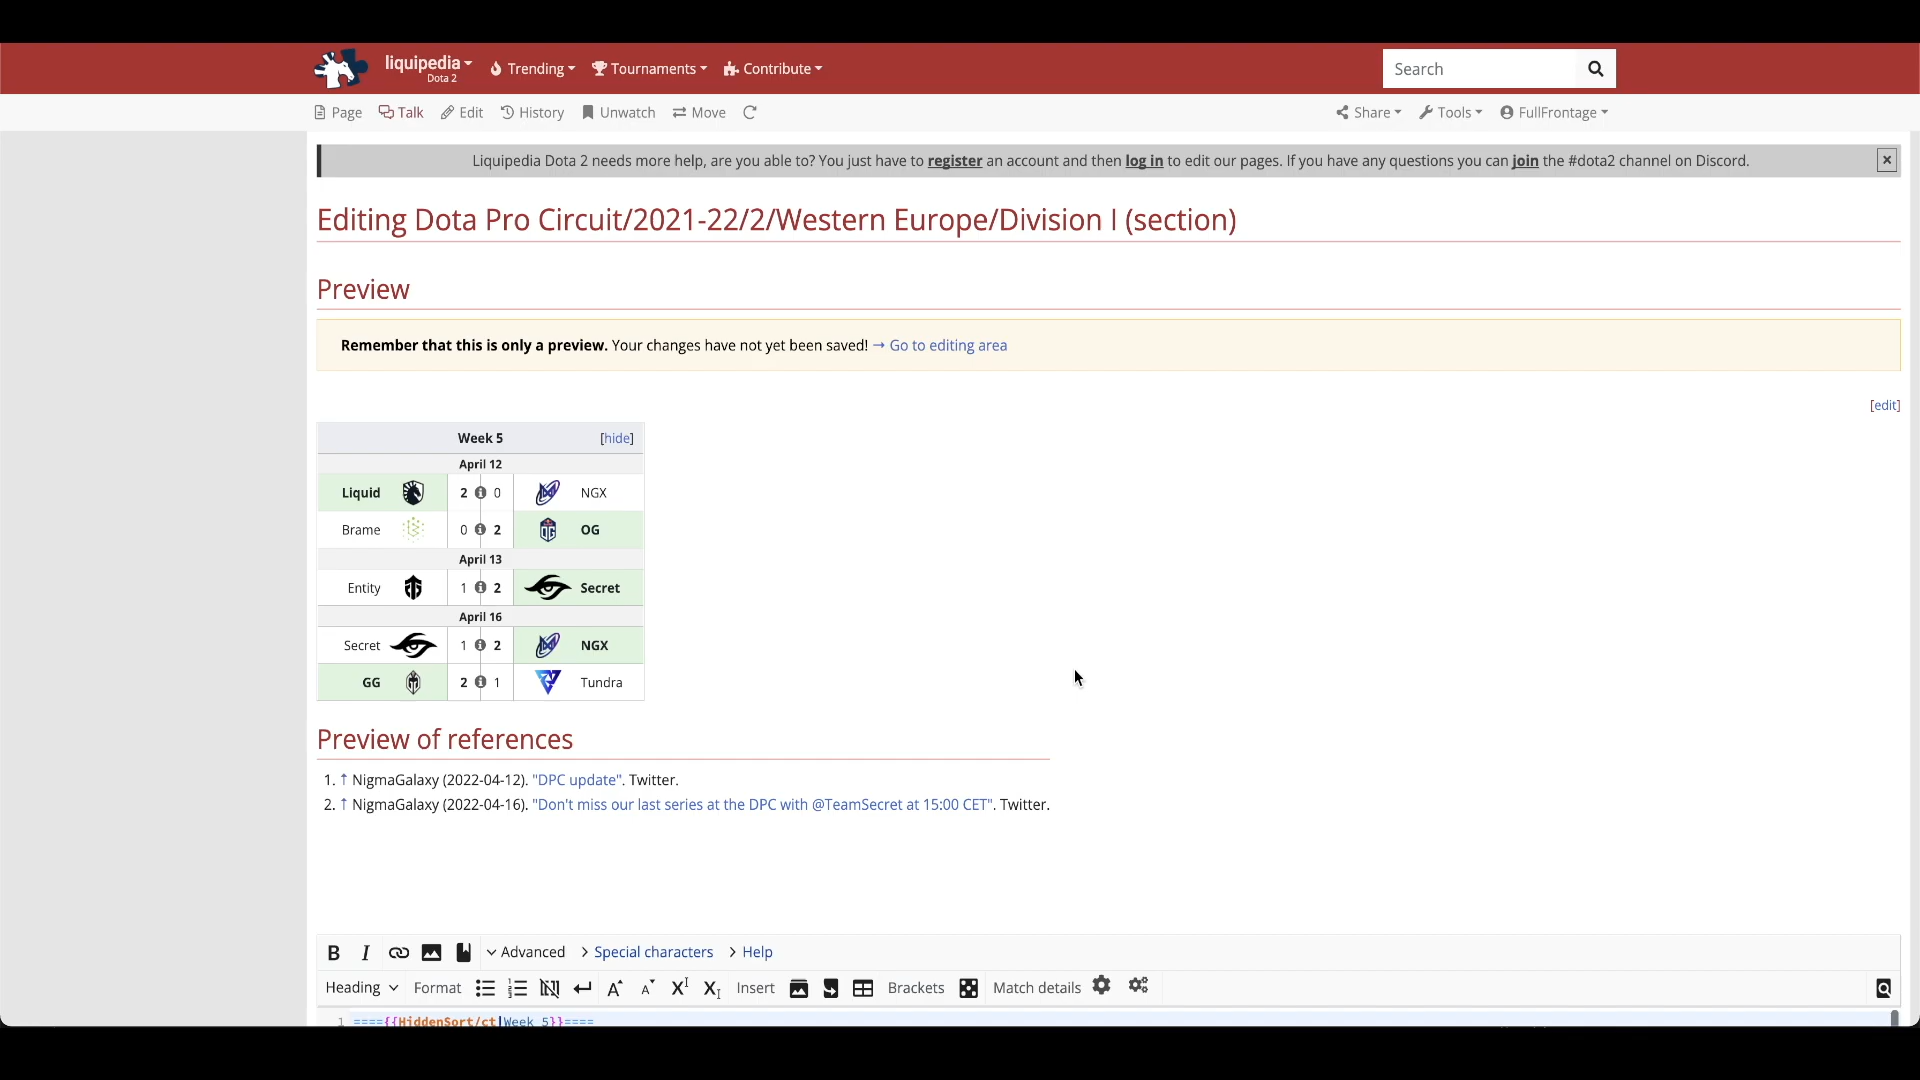 liquipedia
Dota 2
Trending
Tournaments
Contribute
Search
Page Talk Edit History Unwatch Move
Share Tools FullFrontage
Liquipedia Dota 2 needs more help, are you able to? You just have to register an account and then log in to edit our pages. If you have any questions you can join the #dota2 channel on Discord.
Editing Dota Pro Circuit/2021-22/2/Western Europe/Division I (section)
Preview
Remember that this is only a preview. Your changes have not yet been saved! → Go to editing area
[edit]
Week 5 [hide]
April 12
Liquid 2 0 NGX
Brame 0 2 OG
April 13
Entity 1 2 Secret
April 16
Secret 1 2 NGX
GG 2 1 Tundra
Preview of references
1. ↑ NigmaGalaxy (2022-04-12). "DPC update". Twitter.
2. ↑ NigmaGalaxy (2022-04-16). "Don't miss our last series at the DPC with @TeamSecret at 15:00 CET". Twitter.
B I Advanced Special characters Help
Heading Format Insert Brackets Match details
1 ===={{HiddenSort/ct|Week 5}}====